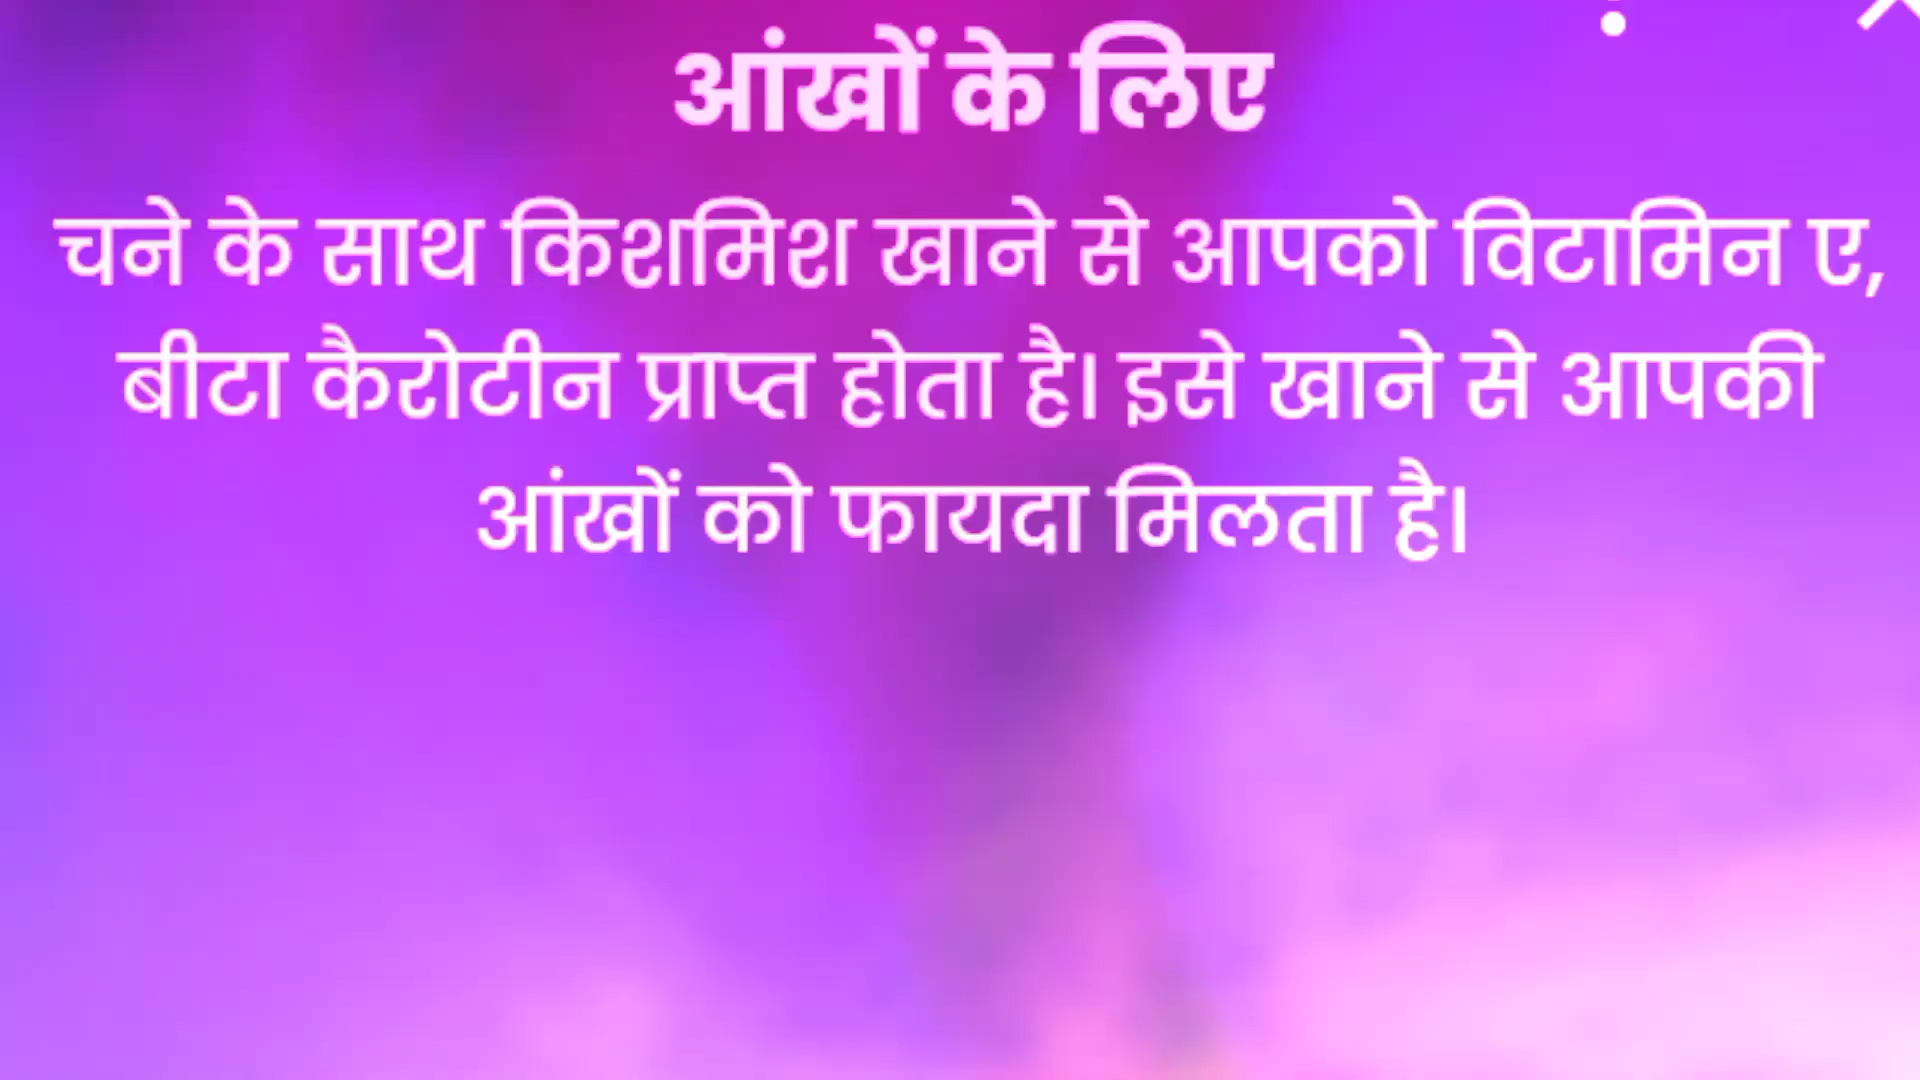 आंखों के लिए
चने के साथ किशमिश खाने से आपको विटामिन ए,
बीटा कैरोटीन प्राप्त होता है। इसे खाने से आपकी
आंखों को फायदा मिलता है।